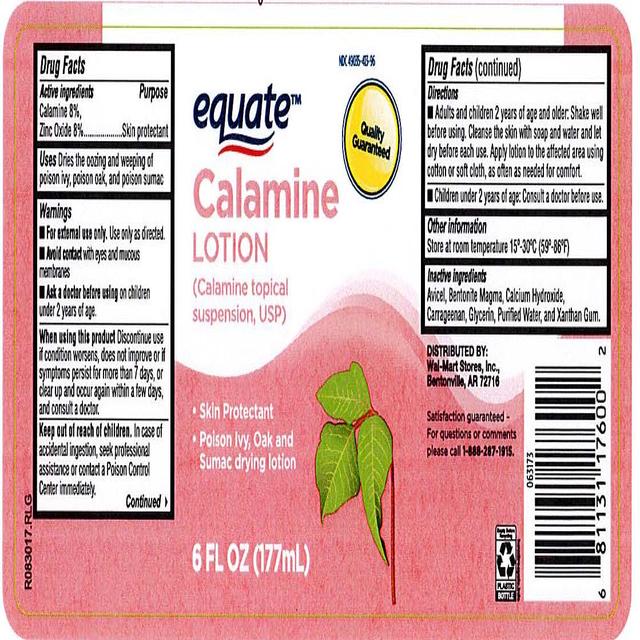 Drug Facts
Active ingredients Purpose
Calamine 8%,
Zinc Oxide 8%..................Skin protectant
Uses Dries the oozing and weeping of
poison ivy, poison oak, and poison sumac
Warnings
■ For external use only. Use only as directed.
■ Avoid contact with eyes and mucous
membranes
■ Ask a doctor before using on children
under 2 years of age.
When using this product Discontinue use
if condition worsens, does not improve or if
symptoms persist for more than 7 days, or
clear up and occur again within a few days,
and consult a doctor.
Keep out of reach of children. In case of
accidental ingestion, seek professional
assistance or contact a Poison Control
Center immediately.
Continued
R083017.RLG
NDC 49035-413-96
equate™
Quality
Guaranteed
Calamine
LOTION
(Calamine topical
suspension, USP)
• Skin Protectant
• Poison Ivy, Oak and
Sumac drying lotion
6 FL OZ (177mL)
Drug Facts (continued)
Directions
■ Adults and children 2 years of age and older: Shake well
before using. Cleanse the skin with soap and water and let
dry before each use. Apply lotion to the affected area using
cotton or soft cloth, as often as needed for comfort.
■ Children under 2 years of age: Consult a doctor before use.
Other information
Store at room temperature 15°-30°C (59°-86°F)
Inactive ingredients
Avicel, Bentonite Magma, Calcium Hydroxide,
Carrageenan, Glycerin, Purified Water, and Xanthan Gum.
DISTRIBUTED BY:
Wal-Mart Stores, Inc.,
Bentonville, AR 72716
Satisfaction guaranteed -
For questions or comments
please call 1-888-287-1915.
063173
6 81131 17600 2
Empty Before
Recycling
PLASTIC
BOTTLE